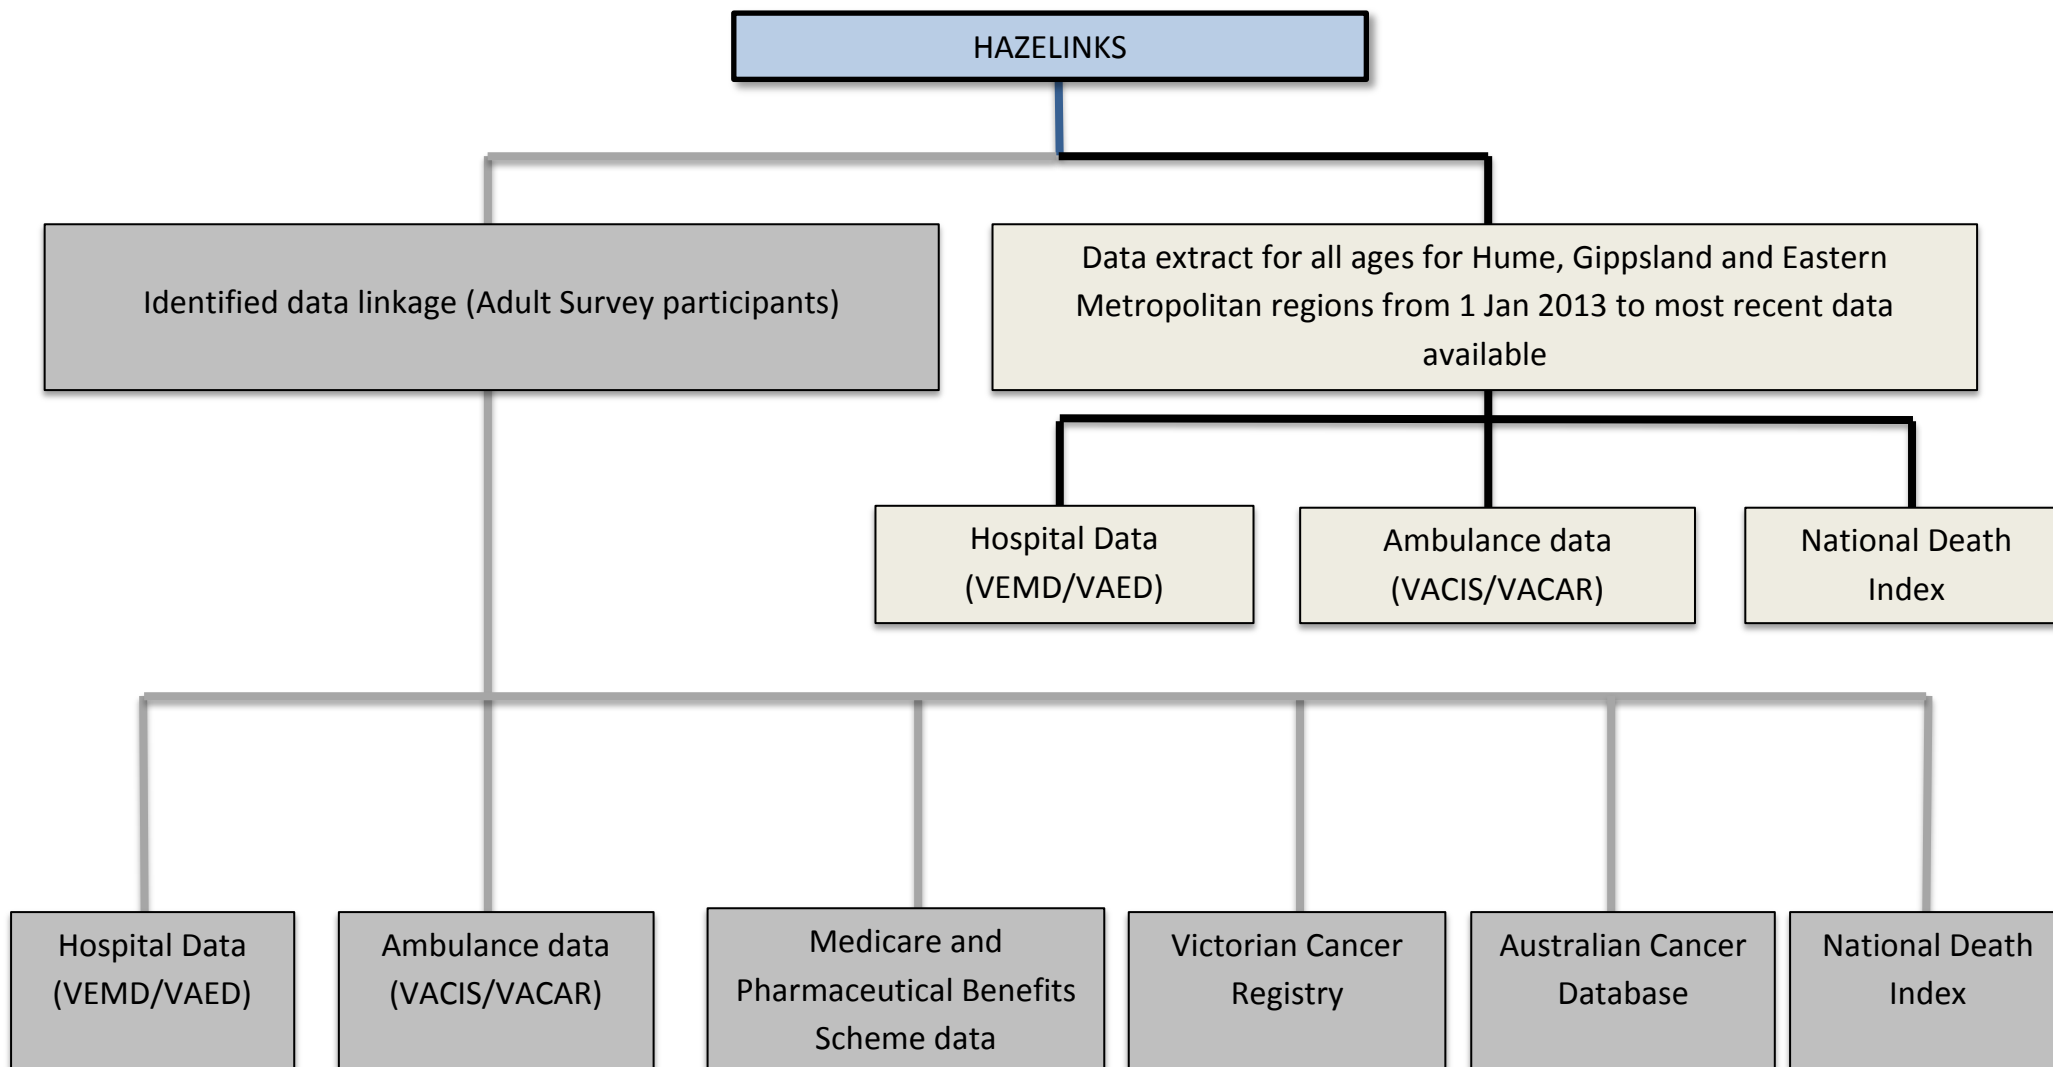 HAZELINKS
Identified data linkage (Adult Survey participants)
Data extract for all ages for Hume, Gippsland and Eastern
Metropolitan regions from 1 Jan 2013 to most recent data
available
Hospital Data
(VEMD/VAED)
Ambulance data
(VACIS/VACAR)
National Death
Index
Hospital Data
(VEMD/VAED)
Ambulance data
(VACIS/VACAR)
Medicare and
Pharmaceutical Benefits
Scheme data
Victorian Cancer
Registry
Australian Cancer
Database
National Death
Index